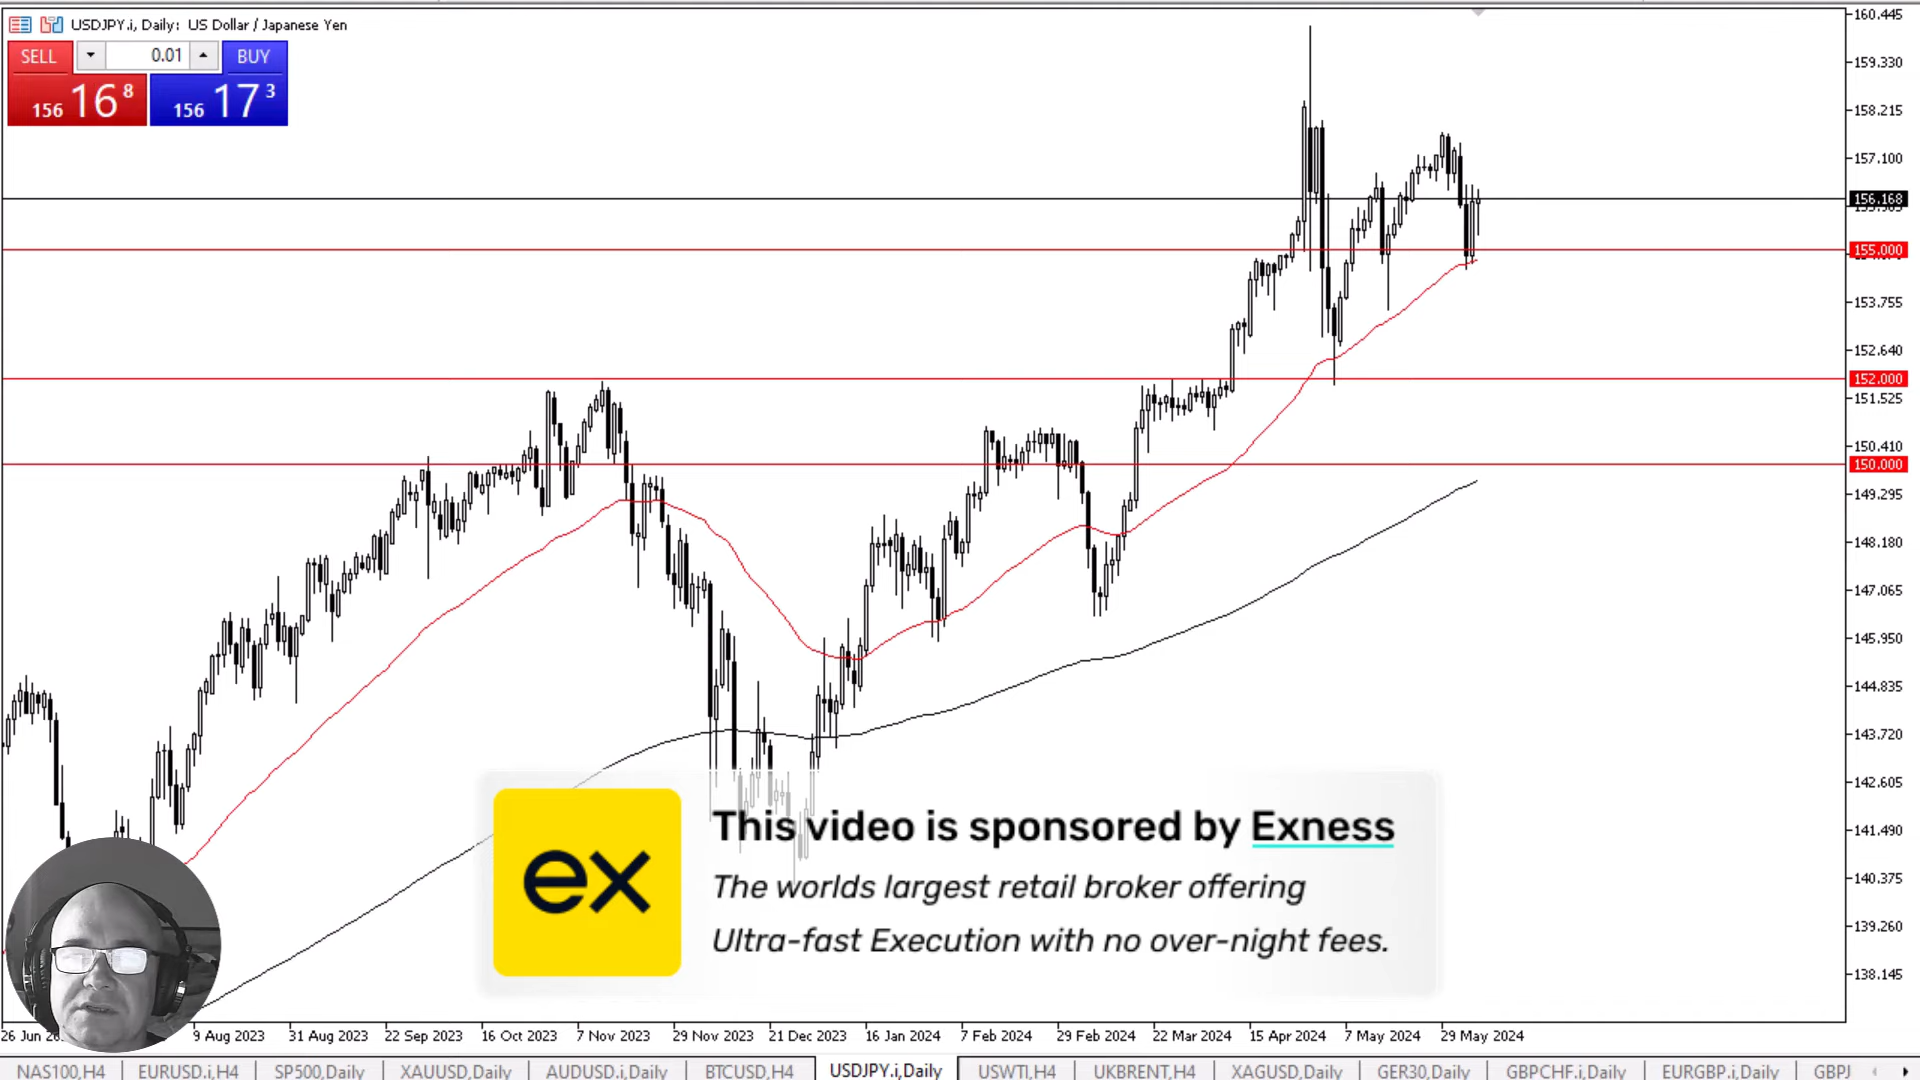 USDJPY.i, Daily: US Dollar / Japanese Yen
SELL 0.01 BUY
156 16 8
156 17 3
160.445
159.330
158.215
157.100
156.168
155.000
153.755
152.640
152.000
151.525
150.410
150.000
149.295
148.180
147.065
145.950
144.835
143.720
142.605
141.490
140.375
139.260
138.145
ex
This video is sponsored by Exness
The worlds largest retail broker offering
Ultra-fast Execution with no over-night fees.
26 Jun 9 Aug 2023 31 Aug 2023 22 Sep 2023 16 Oct 2023 7 Nov 2023 29 Nov 2023 21 Dec 2023 16 Jan 2024 7 Feb 2024 29 Feb 2024 22 Mar 2024 15 Apr 2024 7 May 2024 29 May 2024
NAS100,H4 EURUSD.i,H4 SP500,Daily XAUUSD,Daily AUDUSD.i,Daily BTCUSD,H4 USDJPY.i,Daily USWTI,H4 UKBRENT,H4 XAGUSD,Daily GER30,Daily GBPCHF.i,Daily EURGBP.i,Daily GBPJ